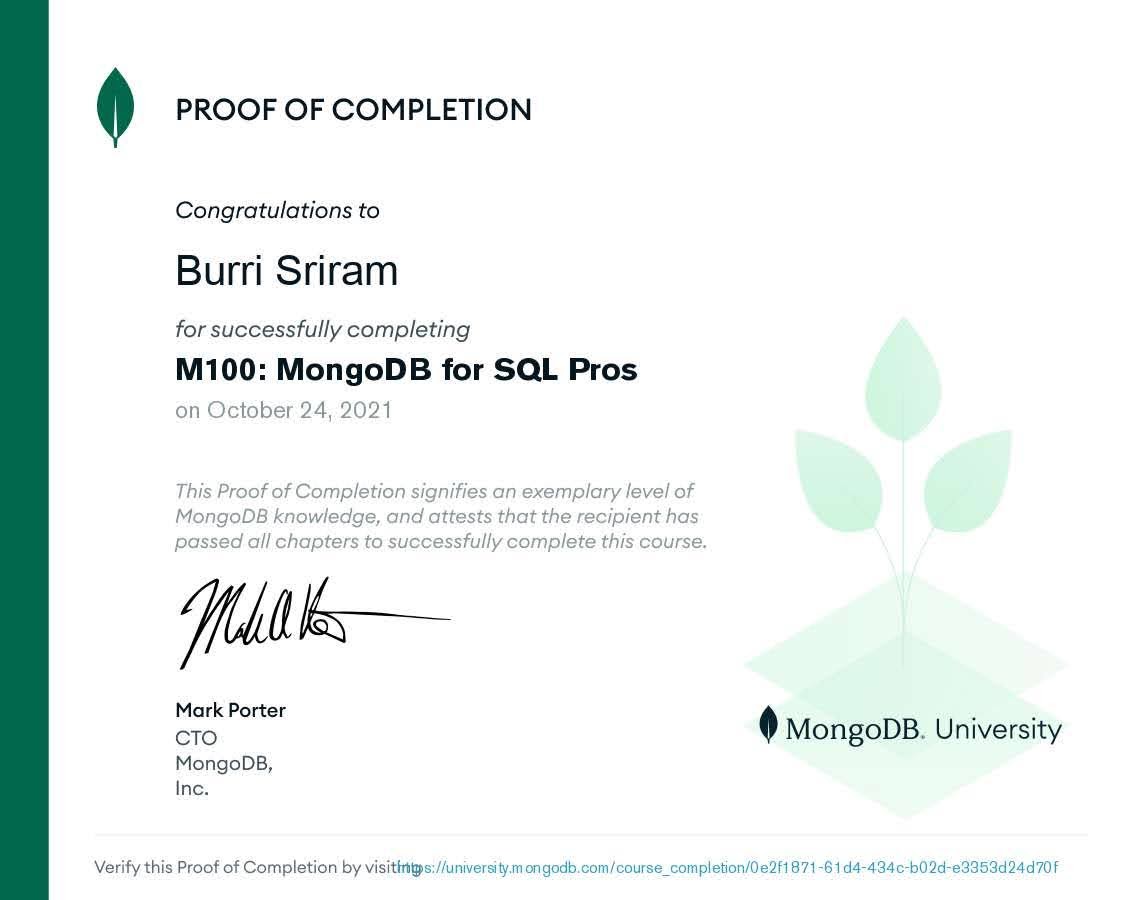 PROOF OF COMPLETION
Congratulations to
Burri Sriram
for successfully completing
M100: MongoDB for SQL Pros
on October 24, 2021
This Proof of Completion signifies an exemplary level of
MongoDB knowledge, and attests that the recipient has
passed all chapters to successfully complete this course.
Mark Porter
CTO
MongoDB,
Inc.
MongoDB. University
Verify this Proof of Completion by visiting https://university.mongodb.com/course_completion/0e2f1871-61d4-434c-b02d-e3353d24d70f